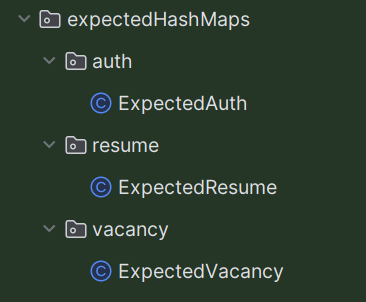 expectedHashMaps
auth
C ExpectedAuth
resume
C ExpectedResume
vacancy
C ExpectedVacancy